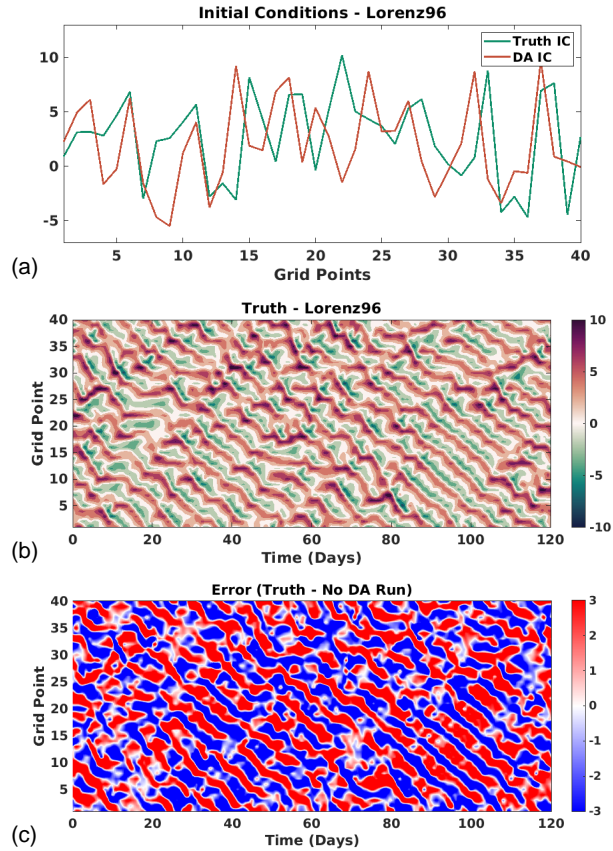 Initial Conditions - Lorenz96
Truth IC
DA IC
10
5
0
-5
5 10 15 20 25 30 35 40
Grid Points
(a)
Truth - Lorenz96
40
35
30
25
20
15
10
5
Grid Point
0 20 40 60 80 100 120
Time (Days)
10
5
0
-5
-10
(b)
Error (Truth - No DA Run)
40
35
30
25
20
15
10
5
Grid Point
0 20 40 60 80 100 120
Time (Days)
3
2
1
0
-1
-2
-3
(c)